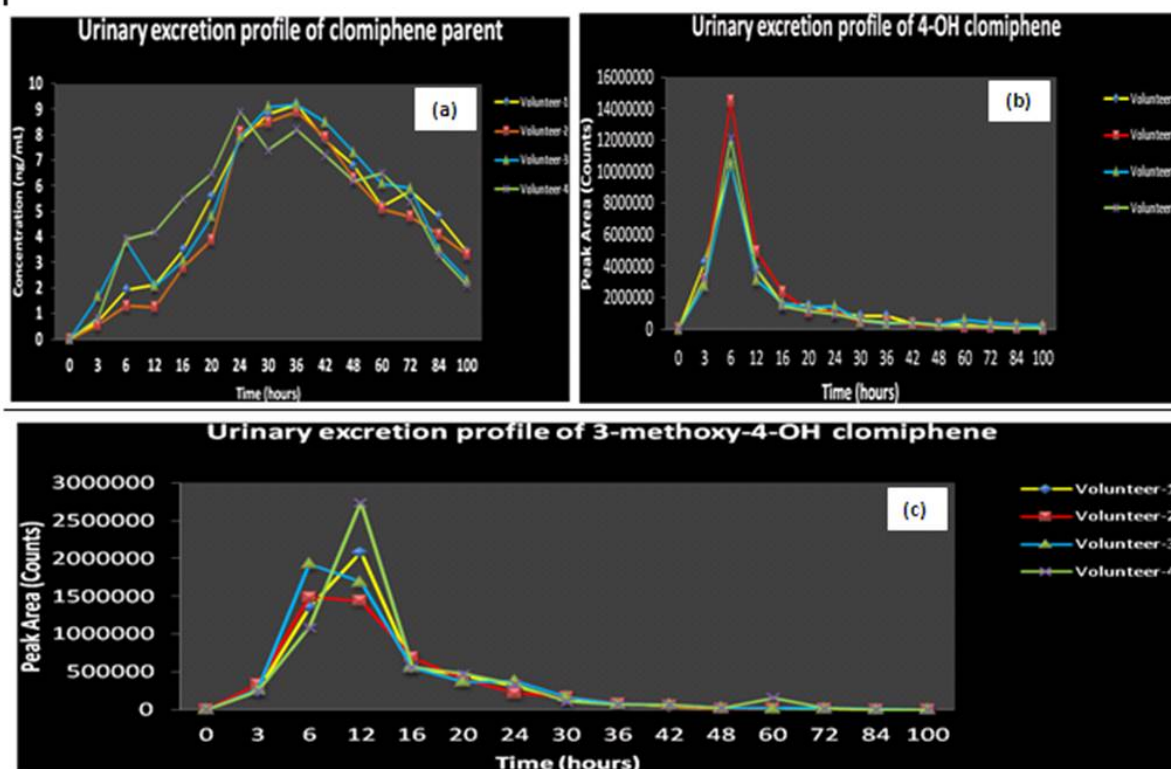 Urinary excretion profile of clomiphene parent
(a)
Concentration (ng/mL)
10
9
8
7
6
5
4
3
2
1
0
0 3 6 12 16 20 24 30 36 42 48 60 72 84 100
Time (hours)
Volunteer-1
Volunteer-2
Volunteer-3
Volunteer-4
Urinary excretion profile of 4-OH clomiphene
(b)
Peak Area (Counts)
16000000
14000000
12000000
10000000
8000000
6000000
4000000
2000000
0
0 3 6 12 16 20 24 30 36 42 48 60 72 84 100
Time (hours)
Volunteer
Volunteer
Volunteer
Volunteer
Urinary excretion profile of 3-methoxy-4-OH clomiphene
(c)
Peak Area (Counts)
3000000
2500000
2000000
1500000
1000000
500000
0
0 3 6 12 16 20 24 30 36 42 48 60 72 84 100
Time (hours)
Volunteer-1
Volunteer-2
Volunteer-3
Volunteer-4